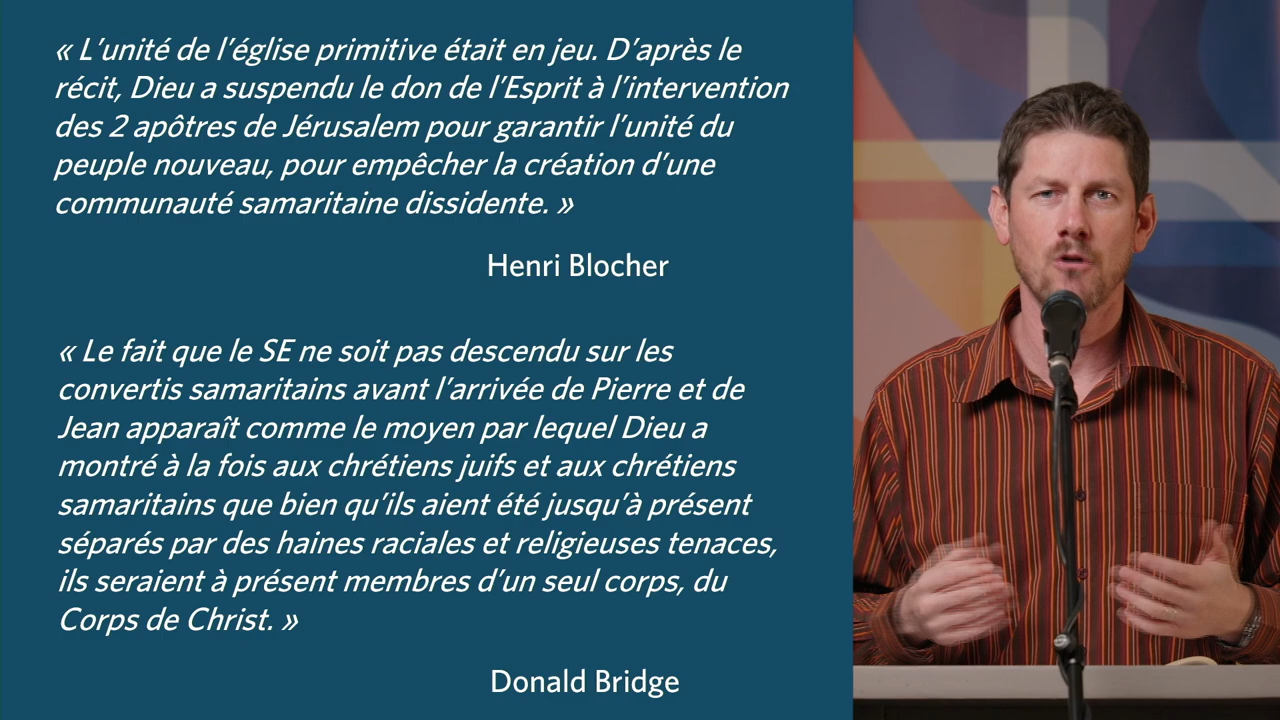 « L’unité de l’église primitive était en jeu. D’après le
récit, Dieu a suspendu le don de l’Esprit à l’intervention
des 2 apôtres de Jérusalem pour garantir l’unité du
peuple nouveau, pour empêcher la création d’une
communauté samaritaine dissidente. »
Henri Blocher
« Le fait que le SE ne soit pas descendu sur les
convertis samaritains avant l’arrivée de Pierre et de
Jean apparaît comme le moyen par lequel Dieu a
montré à la fois aux chrétiens juifs et aux chrétiens
samaritains que bien qu’ils aient été jusqu’à présent
séparés par des haines raciales et religieuses tenaces,
ils seraient à présent membres d’un seul corps, du
Corps de Christ. »
Donald Bridge